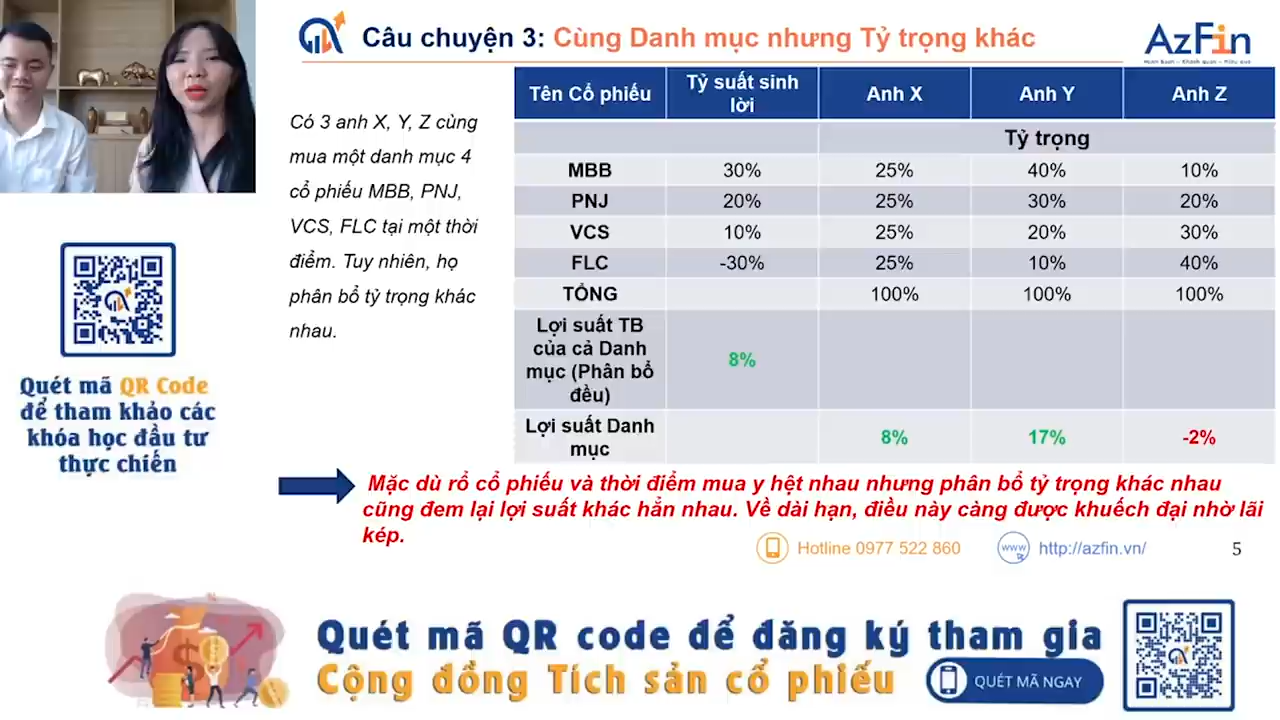 Câu chuyện 3: Cùng Danh mục nhưng Tỷ trọng khác
AzFin
Có 3 anh X, Y, Z cùng
mua một danh mục 4
cổ phiếu MBB, PNJ,
VCS, FLC tại một thời
điểm. Tuy nhiên, họ
phân bổ tỷ trọng khác
nhau.
Tên Cổ phiếu Tỷ suất sinh lời Anh X Anh Y Anh Z
Tỷ trọng
MBB 30% 25% 40% 10%
PNJ 20% 25% 30% 20%
VCS 10% 25% 20% 30%
FLC -30% 25% 10% 40%
TỔNG 100% 100% 100%
Lợi suất TB
của cả Danh
mục (Phân bổ
đều)
8%
Lợi suất Danh
mục
8% 17% -2%
Quét mã QR Code
để tham khảo các
khóa học đầu tư
thực chiến
Mặc dù rổ cổ phiếu và thời điểm mua y hệt nhau nhưng phân bổ tỷ trọng khác nhau
cũng đem lại lợi suất khác hẳn nhau. Về dài hạn, điều này càng được khuếch đại nhờ lãi
kép.
Hotline 0977 522 860
www
http://azfin.vn/
5
Quét mã QR code để đăng ký tham gia
Cộng đồng Tích sản cổ phiếu
QUÉT MÃ NGAY